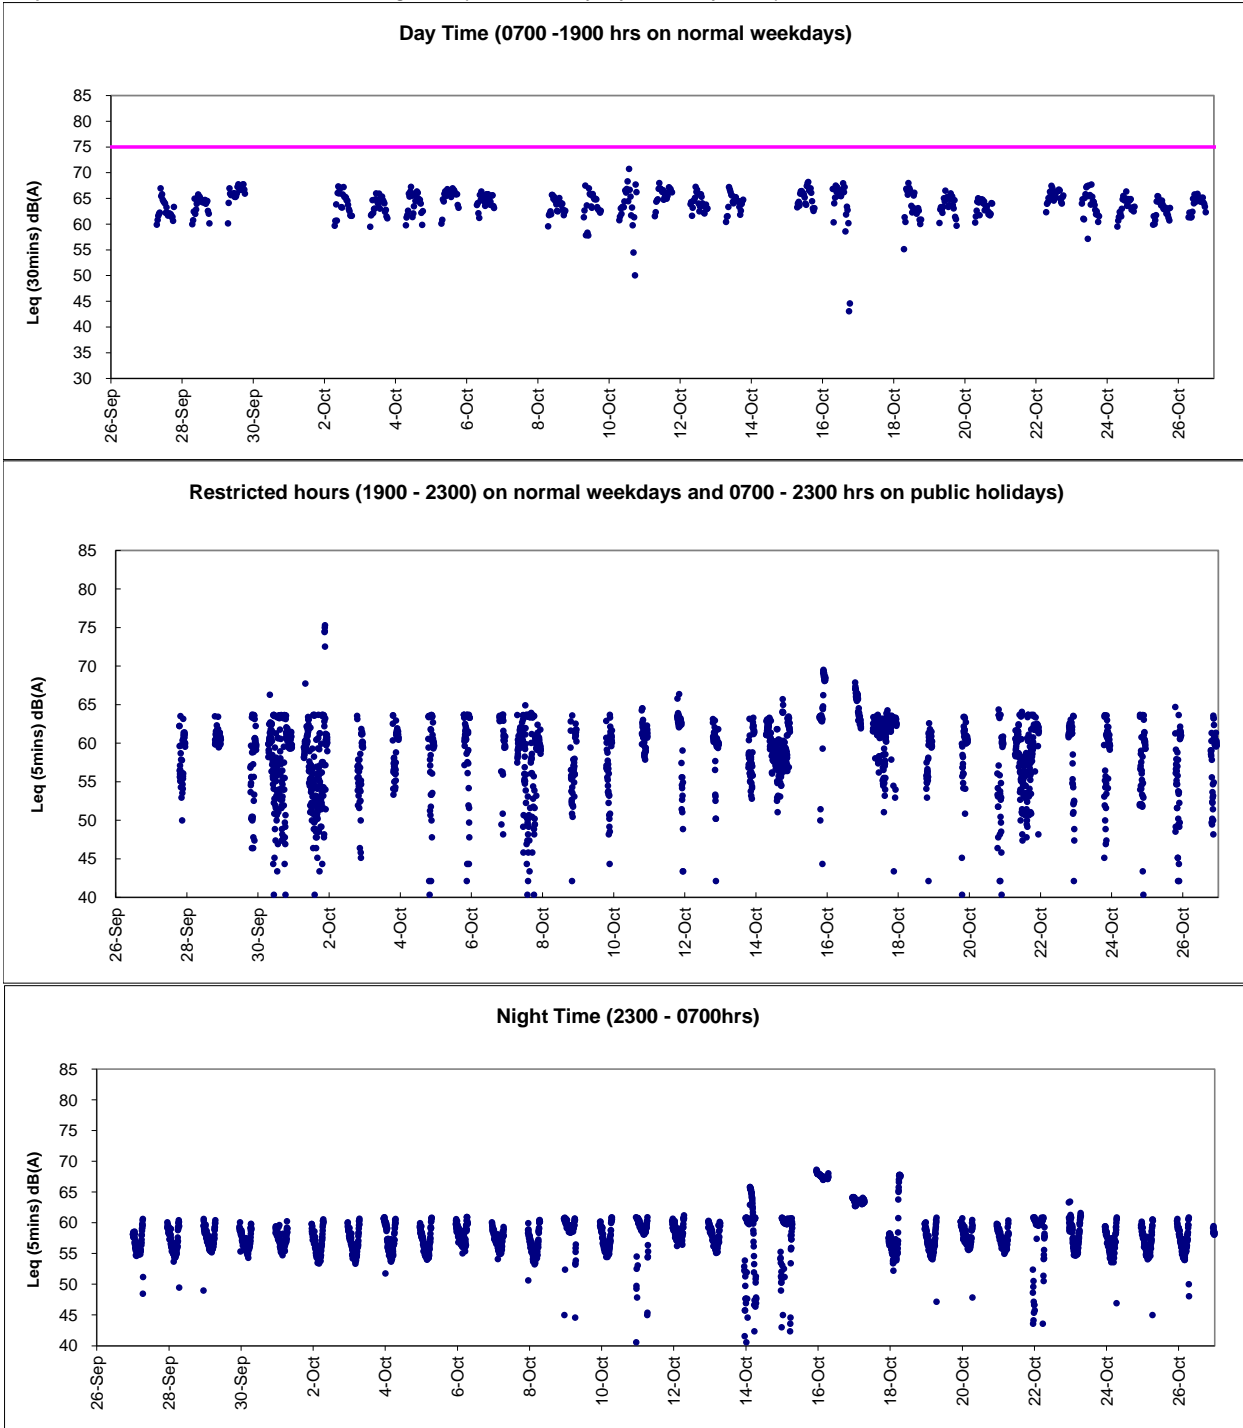 Day Time (0700 -1900 hrs on normal weekdays)
Leq (30mins) dB(A)
85
80
75
70
65
60
55
50
45
40
35
30
26-Sep
28-Sep
30-Sep
2-Oct
4-Oct
6-Oct
8-Oct
10-Oct
12-Oct
14-Oct
16-Oct
18-Oct
20-Oct
22-Oct
24-Oct
26-Oct
Restricted hours (1900 - 2300) on normal weekdays and 0700 - 2300 hrs on public holidays)
Leq (5mins) dB(A)
85
80
75
70
65
60
55
50
45
40
26-Sep
28-Sep
30-Sep
2-Oct
4-Oct
6-Oct
8-Oct
10-Oct
12-Oct
14-Oct
16-Oct
18-Oct
20-Oct
22-Oct
24-Oct
26-Oct
Night Time (2300 - 0700hrs)
Leq (5mins) dB(A)
85
80
75
70
65
60
55
50
45
40
26-Sep
28-Sep
30-Sep
2-Oct
4-Oct
6-Oct
8-Oct
10-Oct
12-Oct
14-Oct
16-Oct
18-Oct
20-Oct
22-Oct
24-Oct
26-Oct